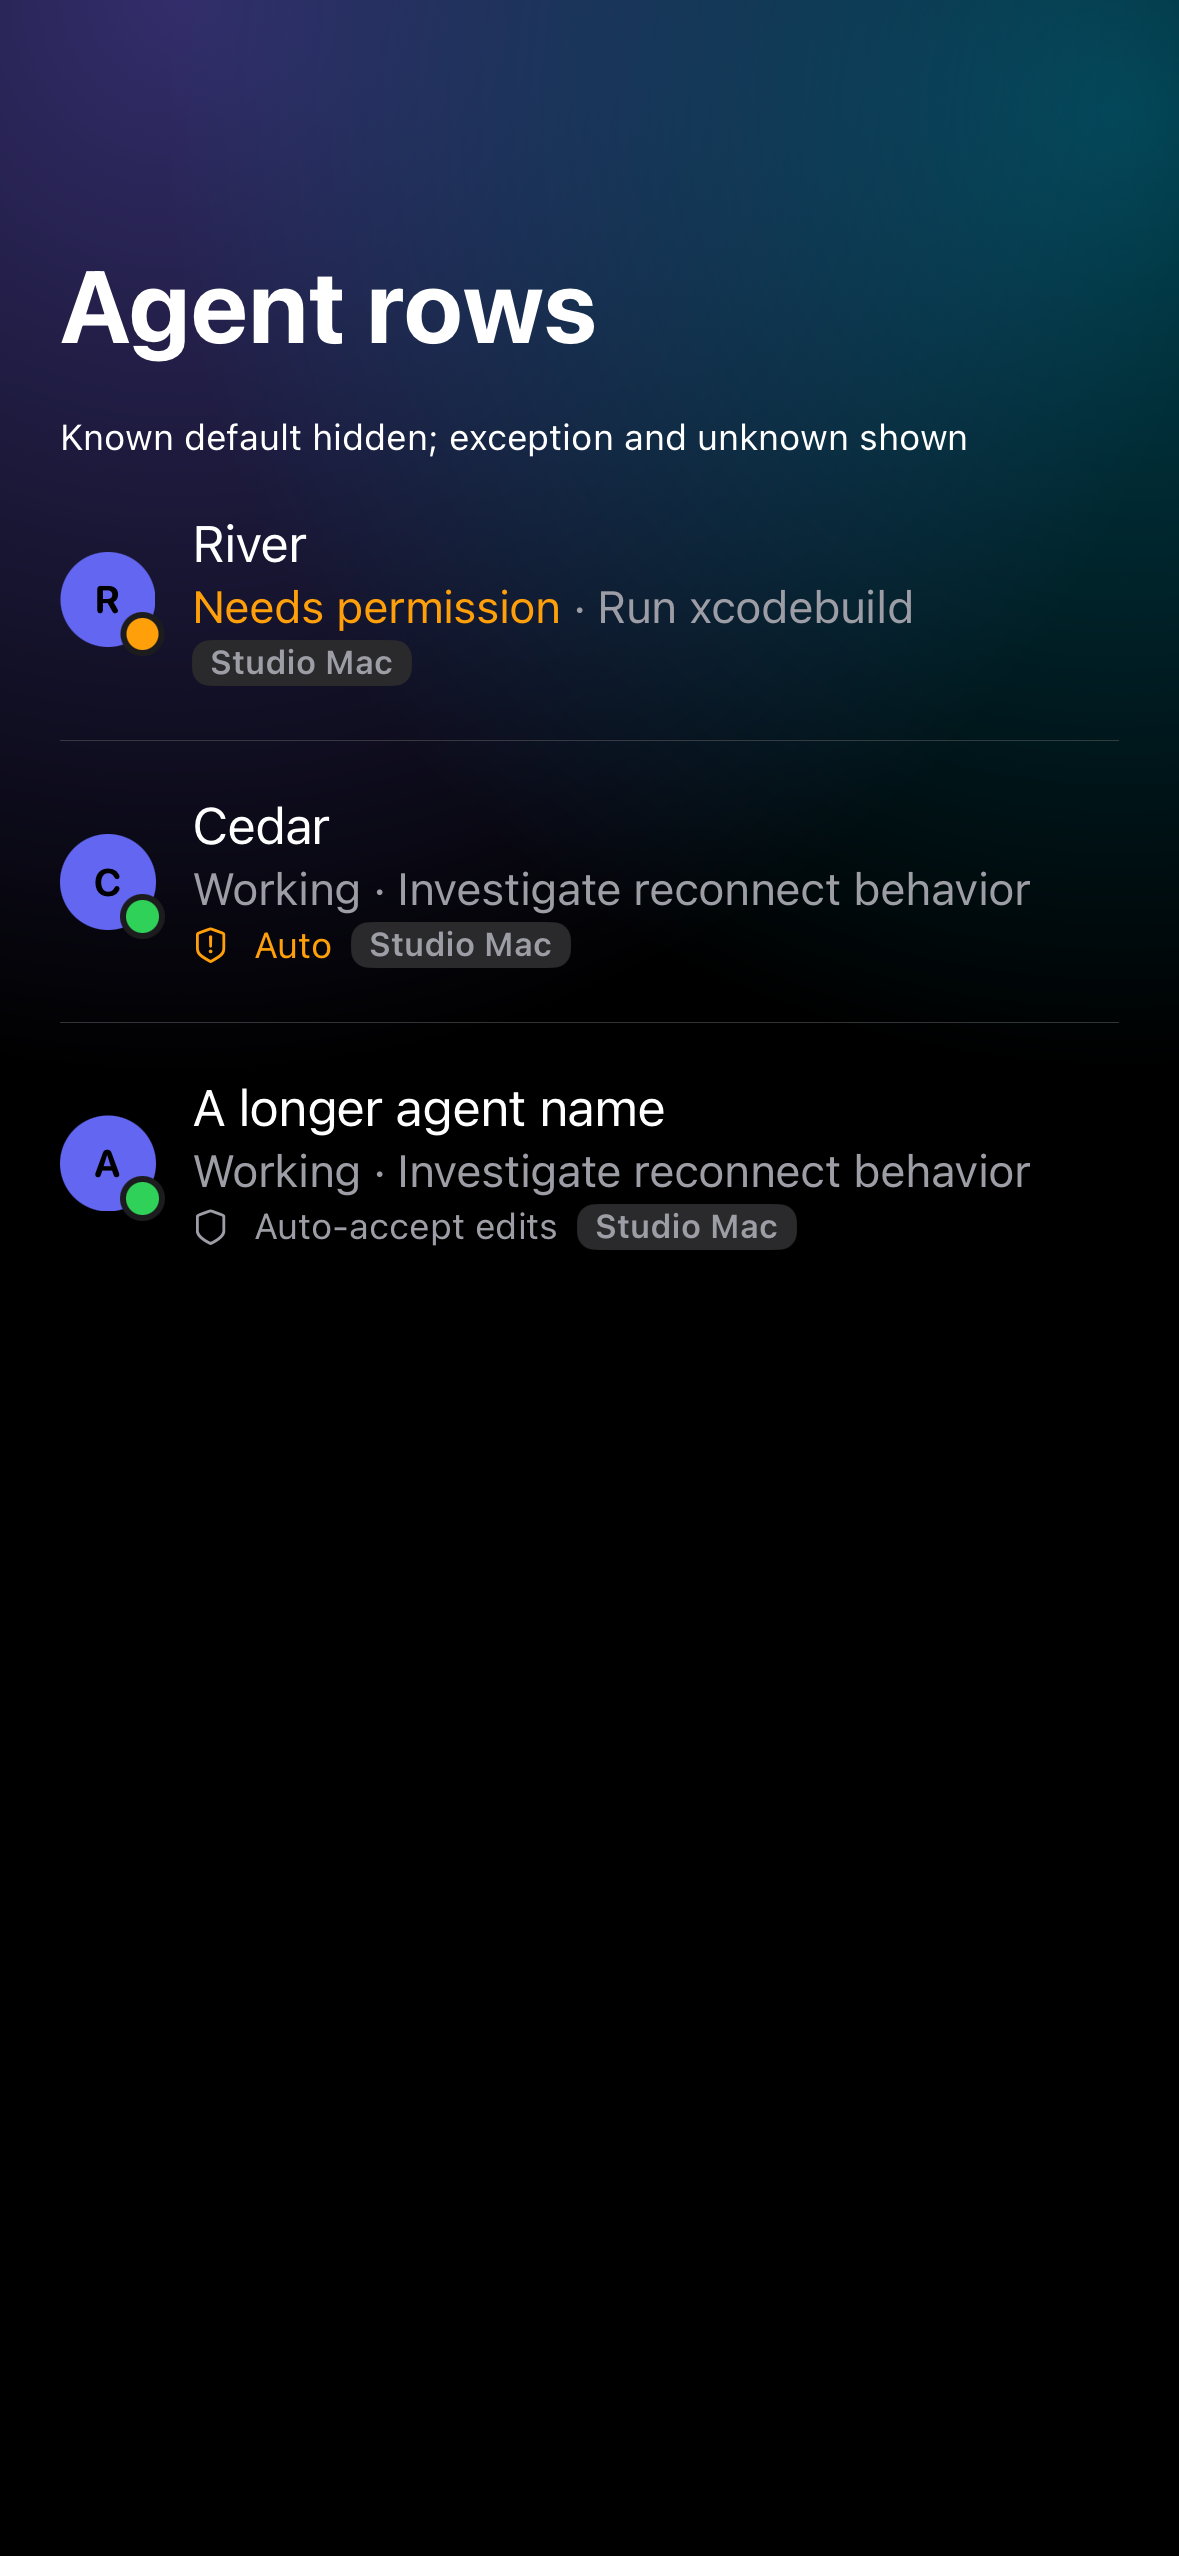 Agent rows
Known default hidden; exception and unknown shown
River
R
Needs permission · Run xcodebuild
Studio Mac
Cedar
C
Working · Investigate reconnect behavior
Auto Studio Mac
A longer agent name
A
Working · Investigate reconnect behavior
Auto-accept edits Studio Mac